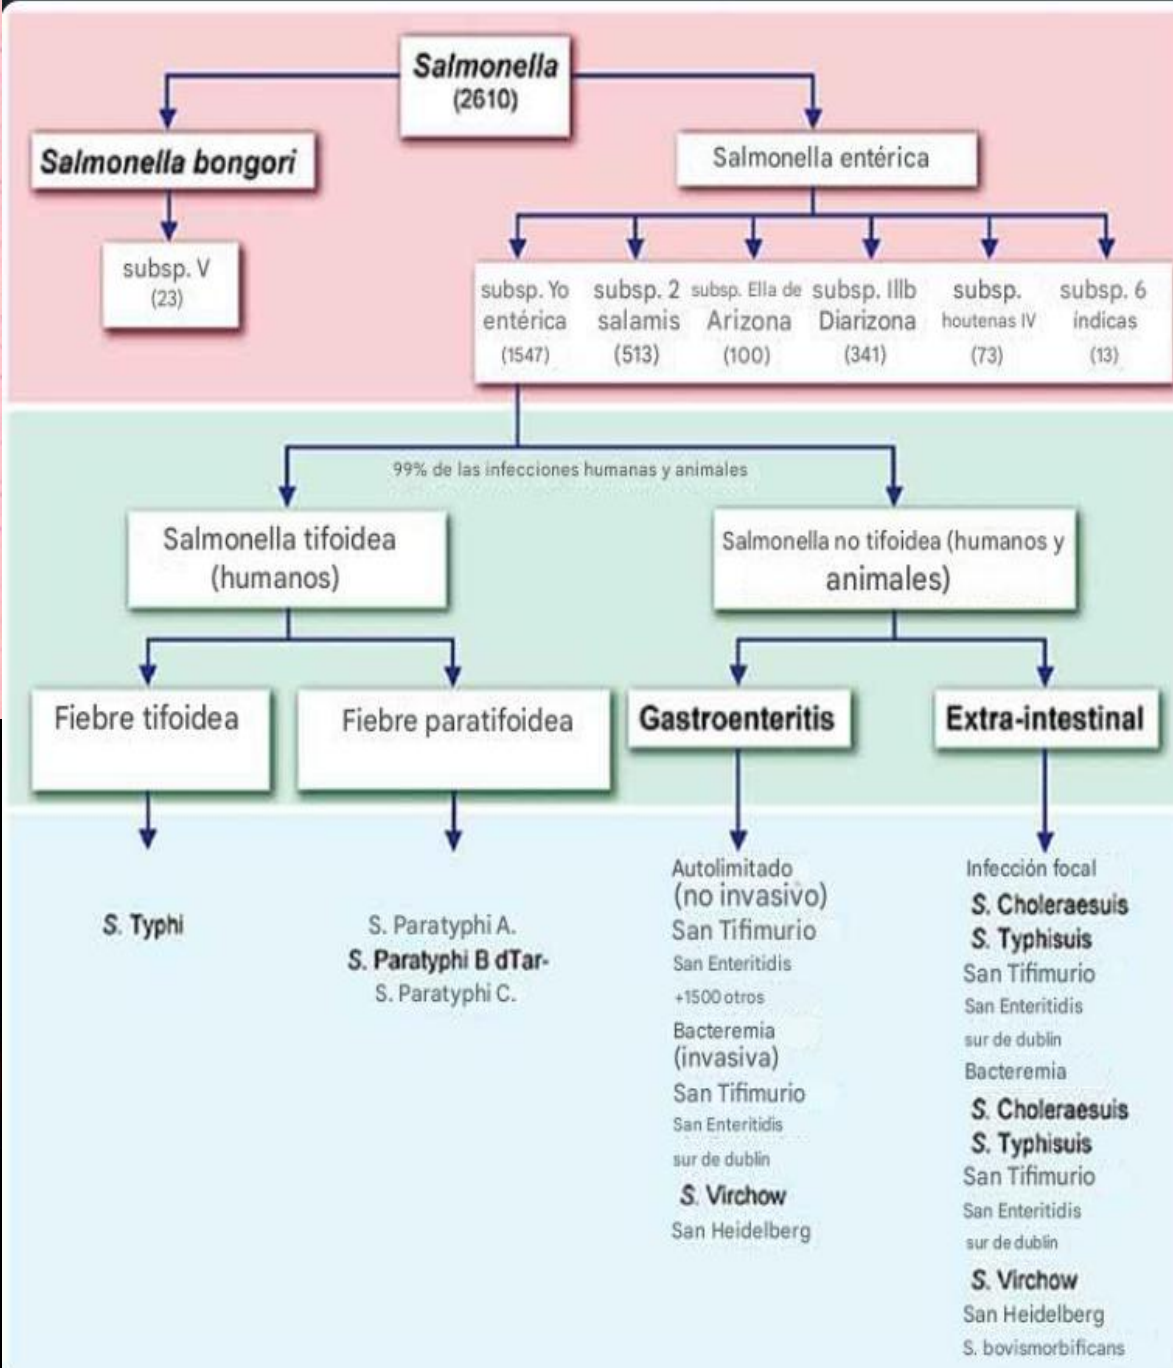 Salmonella
(2610)
Salmonella bongori
Salmonella entérica
subsp. V
(23)
subsp. Yo
entérica
(1547)
subsp. 2
salamis
(513)
subsp. Ella de
Arizona
(100)
subsp. IIIb
Diarizona
(341)
subsp.
houtenas IV
(73)
subsp. 6
índicas
(13)
99% de las infecciones humanas y animales
Salmonella tifoidea
(humanos)
Salmonella no tifoidea (humanos y
animales)
Fiebre tifoidea
Fiebre paratifoidea
Gastroenteritis
Extra-intestinal
S. Typhi
S. Paratyphi A.
S. Paratyphi B dTar-
S. Paratyphi C.
Autolimitado
(no invasivo)
San Tifimurio
San Enteritidis
+1500 otros
Bacteremia
(invasiva)
San Tifimurio
San Enteritidis
sur de dublin
S. Virchow
San Heidelberg
Infección focal
S. Choleraesuis
S. Typhisuis
San Tifimurio
San Enteritidis
sur de dublin
Bacteremia
S. Choleraesuis
S. Typhisuis
San Tifimurio
San Enteritidis
sur de dublin
S. Virchow
San Heidelberg
S. bovismorbificans